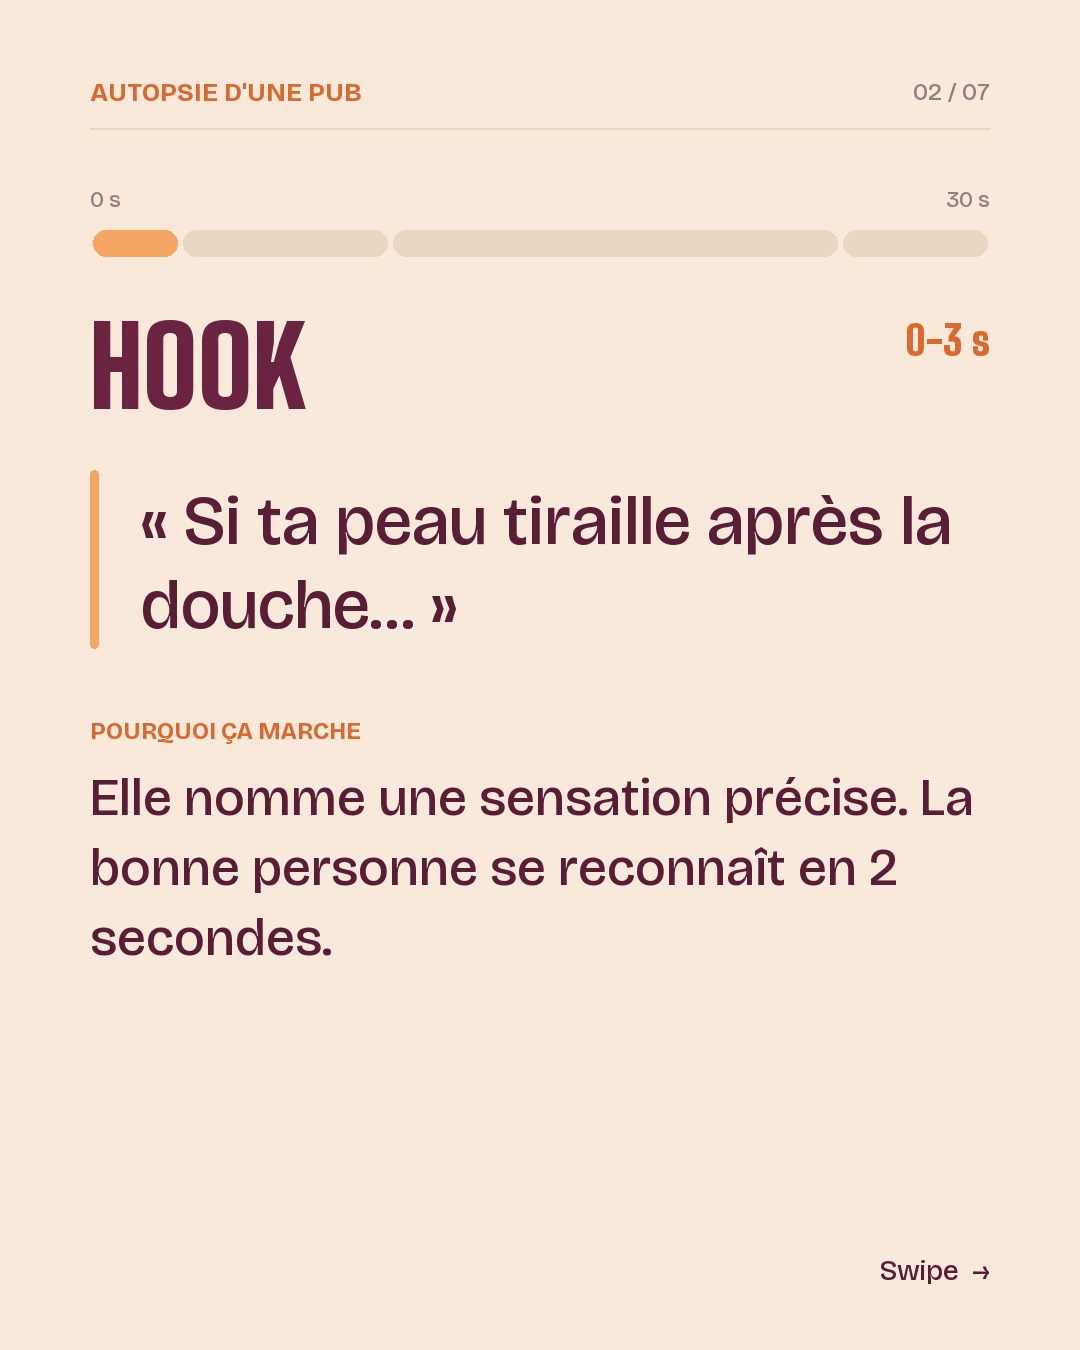 AUTOPSIE D'UNE PUB
02 / 07
0 s
30 s
HOOK
0–3 s
« Si ta peau tiraille après la
douche... »
POURQUOI ÇA MARCHE
Elle nomme une sensation précise. La
bonne personne se reconnaît en 2
secondes.
Swipe →